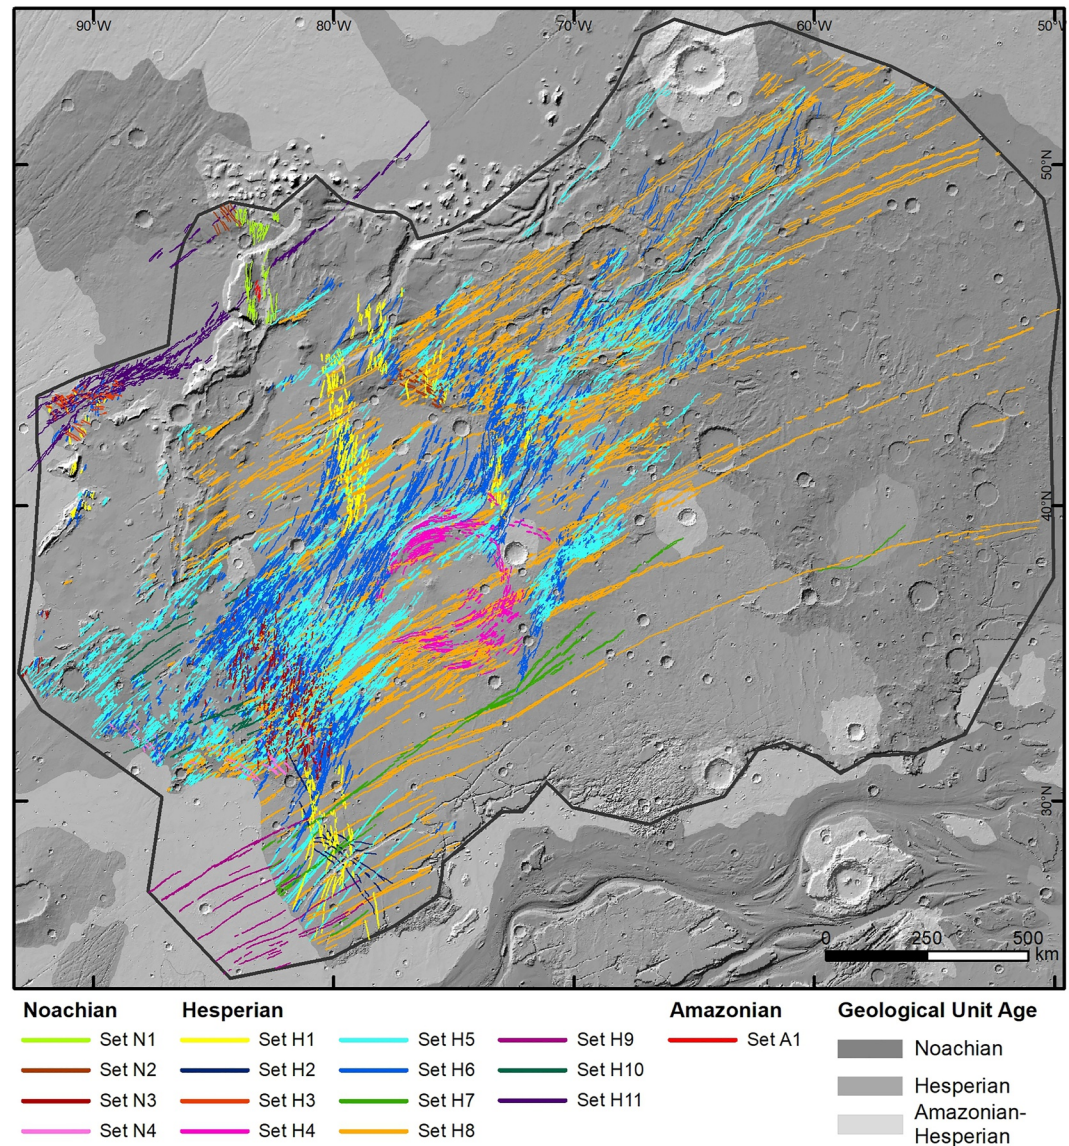 90°W 80°W 70°W 60°W 50°W
50°N
40°N
30°N
0 250 500
km
Noachian Hesperian Amazonian Geological Unit Age
Set N1 Set H1 Set H5 Set H9 Set A1 Noachian
Set N2 Set H2 Set H6 Set H10 Hesperian
Set N3 Set H3 Set H7 Set H11 Amazonian-
Set N4 Set H4 Set H8 Hesperian